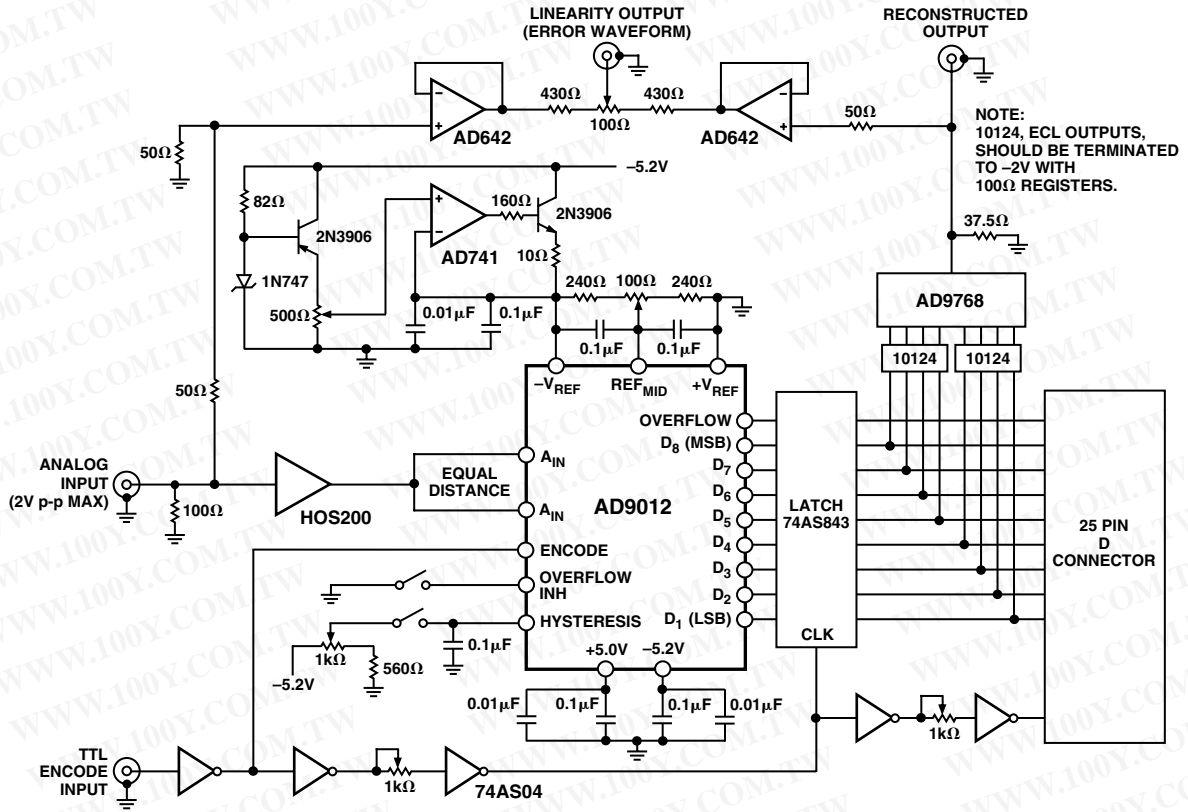 LINEARITY OUTPUT
(ERROR WAVEFORM)
RECONSTRUCTED
OUTPUT
430Ω
430Ω
100Ω
AD642
AD642
50Ω
NOTE:
10124, ECL OUTPUTS,
SHOULD BE TERMINATED
TO –2V WITH
100Ω REGISTERS.
50Ω
–5.2V
82Ω
2N3906
160Ω
2N3906
AD741
10Ω
37.5Ω
1N747
500Ω
0.01μF
0.1μF
240Ω
100Ω
240Ω
0.1μF
0.1μF
AD9768
10124
10124
–VREF
REFMID
+VREF
50Ω
ANALOG
INPUT
(2V p-p MAX)
100Ω
HOS200
EQUAL
DISTANCE
AIN
AIN
AD9012
ENCODE
OVERFLOW
INH
HYSTERESIS
OVERFLOW
D8 (MSB)
D7
D6
D5
D4
D3
D2
D1 (LSB)
LATCH
74AS843
CLK
25 PIN
D
CONNECTOR
1kΩ
–5.2V
560Ω
0.1μF
+5.0V
–5.2V
0.01μF
0.1μF
0.1μF
0.01μF
1kΩ
TTL
ENCODE
INPUT
1kΩ
74AS04
WWW.100Y.COM.TW